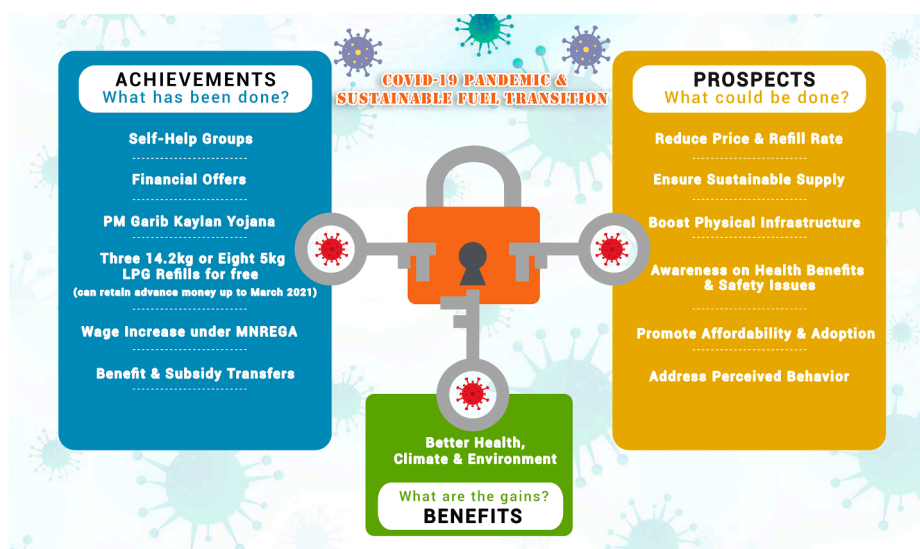 COVID-19 PANDEMIC &
SUSTAINABLE FUEL TRANSITION
ACHIEVEMENTS
What has been done?
Self-Help Groups
Financial Offers
PM Garib Kaylan Yojana
Three 14.2kg or Eight 5kg
LPG Refills for free
(can retain advance money up to March 2021)
Wage Increase under MNREGA
Benefit & Subsidy Transfers
PROSPECTS
What could be done?
Reduce Price & Refill Rate
Ensure Sustainable Supply
Boost Physical Infrastructure
Awareness on Health Benefits
& Safety Issues
Promote Affordability & Adoption
Address Perceived Behavior
Better Health,
Climate & Environment
What are the gains?
BENEFITS